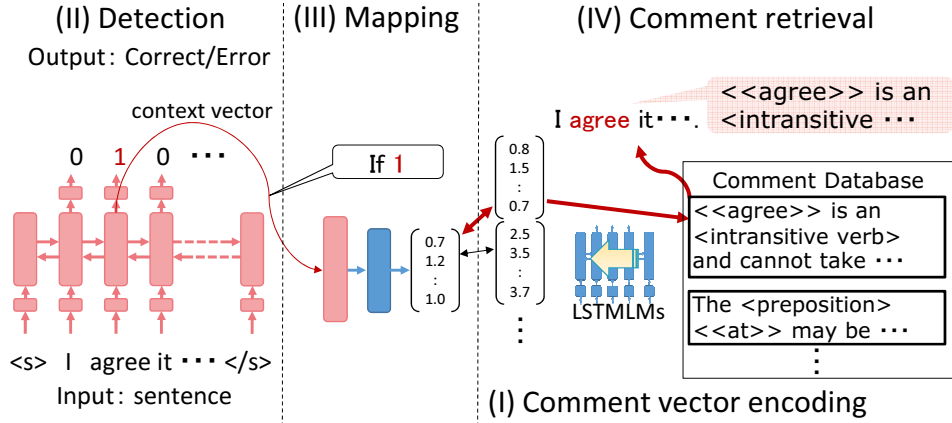 (II) Detection
Output: Correct/Error
context vector
0 1 0 ・・・
<s> I agree it ・・・ </s>
Input: sentence
(III) Mapping
If 1
0.7
1.2
:
1.0
(IV) Comment retrieval
I agree it・・・.
<<agree>> is an
<intransitive ・・・
0.8
1.5
:
0.7
2.5
3.5
:
3.7
⋮
LSTMLMs
Comment Database
<<agree>> is an
<intransitive verb>
and cannot take ・・・
The <preposition>
<<at>> may be ・・・
⋮
(I) Comment vector encoding